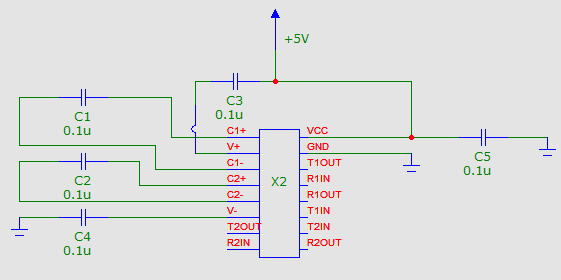 +5V
C3
0.1u
C1
0.1u
C2
0.1u
C4
0.1u
C5
0.1u
X2
C1+
V+
C1-
C2+
C2-
V-
T2OUT
R2IN
VCC
GND
T1OUT
R1IN
R1OUT
T1IN
T2IN
R2OUT